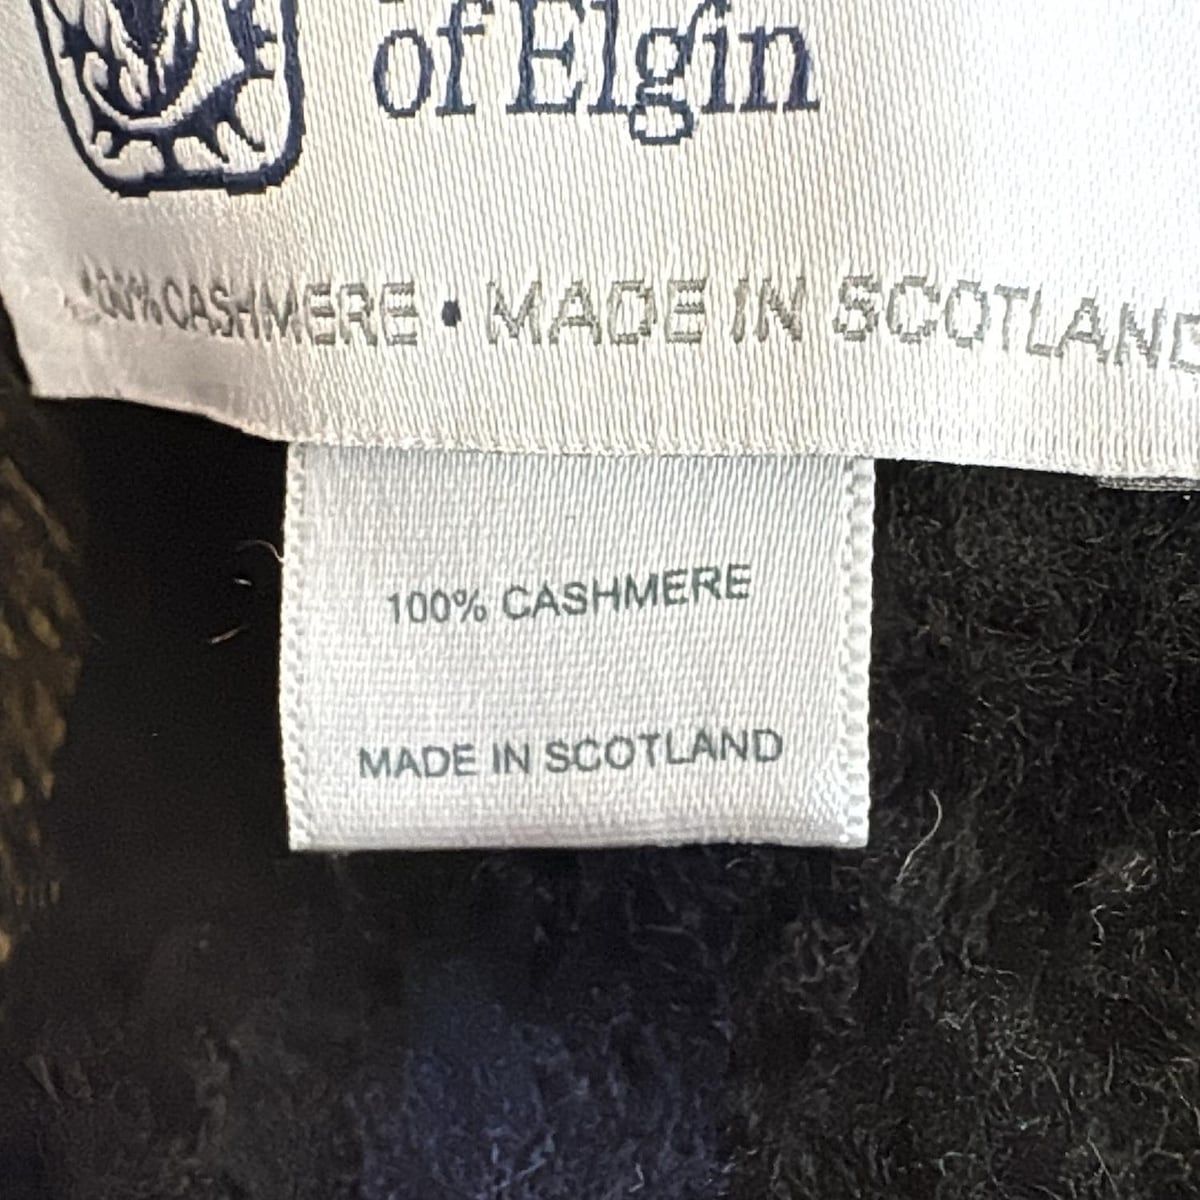 of Elgin
100% CASHMERE • MADE IN SCOTLAND
100% CASHMERE
MADE IN SCOTLAND